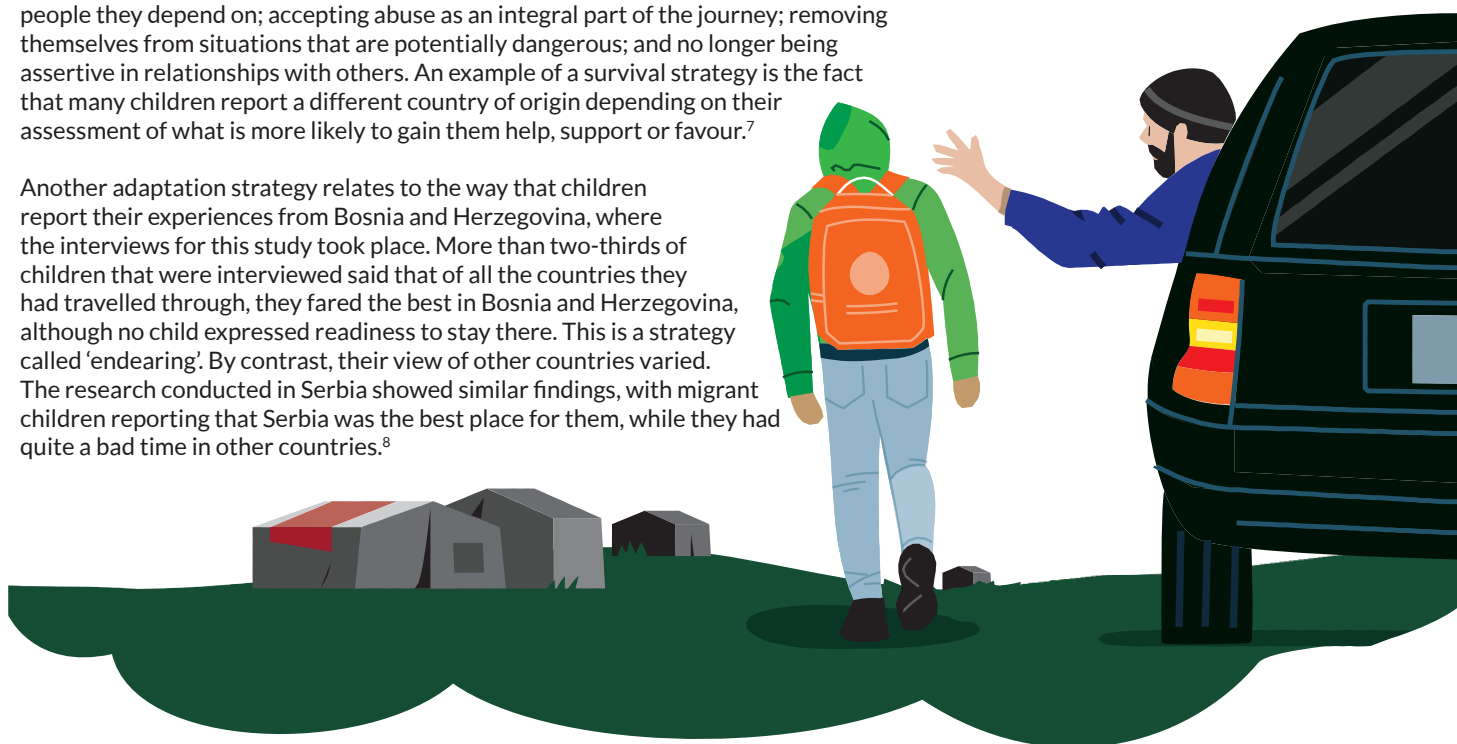 people they depend on; accepting abuse as an integral part of the journey; removing
themselves from situations that are potentially dangerous; and no longer being
assertive in relationships with others. An example of a survival strategy is the fact
that many children report a different country of origin depending on their
assessment of what is more likely to gain them help, support or favour.⁷
Another adaptation strategy relates to the way that children
report their experiences from Bosnia and Herzegovina, where
the interviews for this study took place. More than two-thirds of
children that were interviewed said that of all the countries they
had travelled through, they fared the best in Bosnia and Herzegovina,
although no child expressed readiness to stay there. This is a strategy
called ‘endearing’. By contrast, their view of other countries varied.
The research conducted in Serbia showed similar findings, with migrant
children reporting that Serbia was the best place for them, while they had
quite a bad time in other countries.⁸